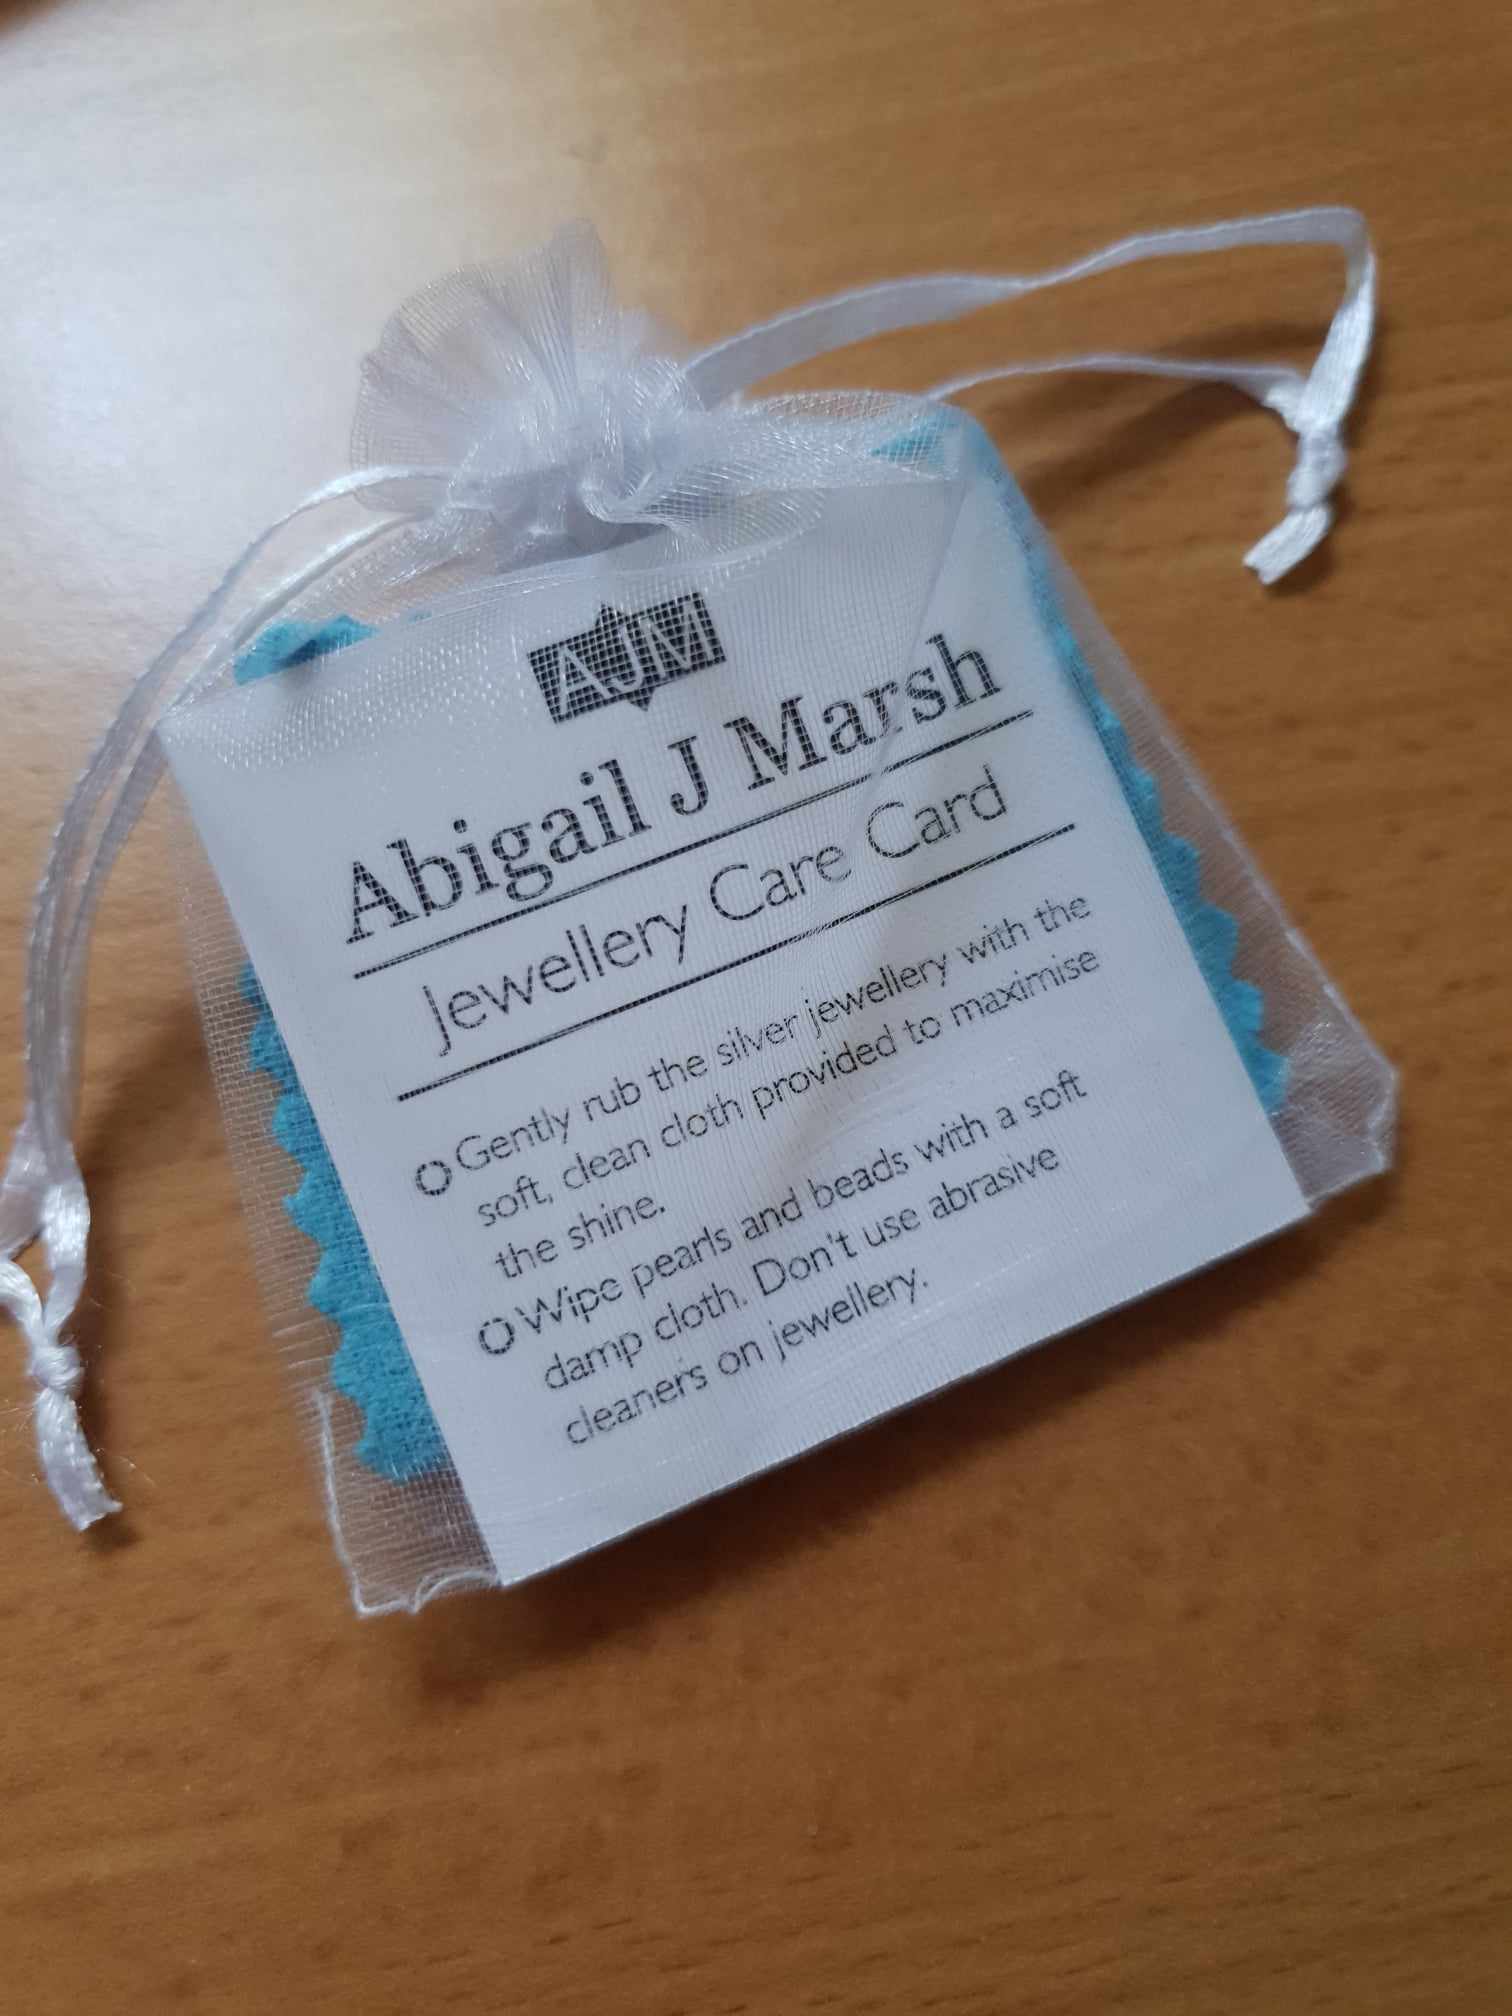 AJM
Abigail J Marsh
Jewellery Care Card
Gently rub the silver jewellery with the
soft, clean cloth provided to maximise
the shine.
Wipe pearls and beads with a soft
damp cloth. Don't use abrasive
cleaners on jewellery.